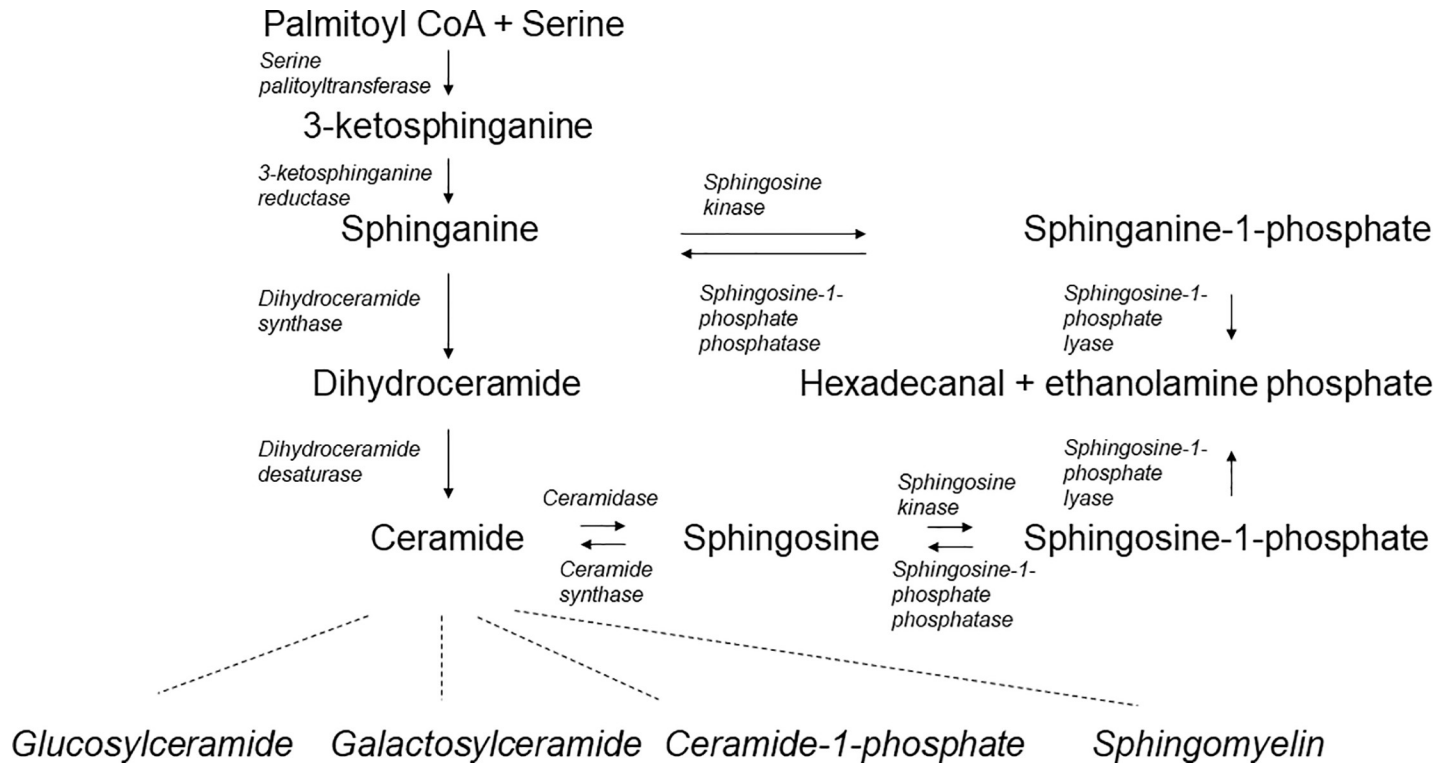 Palmitoyl CoA + Serine
Serine
palitoyltransferase
3-ketosphinganine
3-ketosphinganine
reductase
Sphingosine
kinase
Sphinganine
Sphinganine-1-phosphate
Dihydroceramide
synthase
Sphingosine-1-
phosphate
phosphatase
Sphingosine-1-
phosphate
lyase
Dihydroceramide
Hexadecanal + ethanolamine phosphate
Dihydroceramide
desaturase
Sphingosine-1-
phosphate
lyase
Ceramidase
Sphingosine
kinase
Ceramide
Sphingosine
Sphingosine-1-phosphate
Ceramide
synthase
Sphingosine-1-
phosphate
phosphatase
Glucosylceramide
Galactosylceramide
Ceramide-1-phosphate
Sphingomyelin